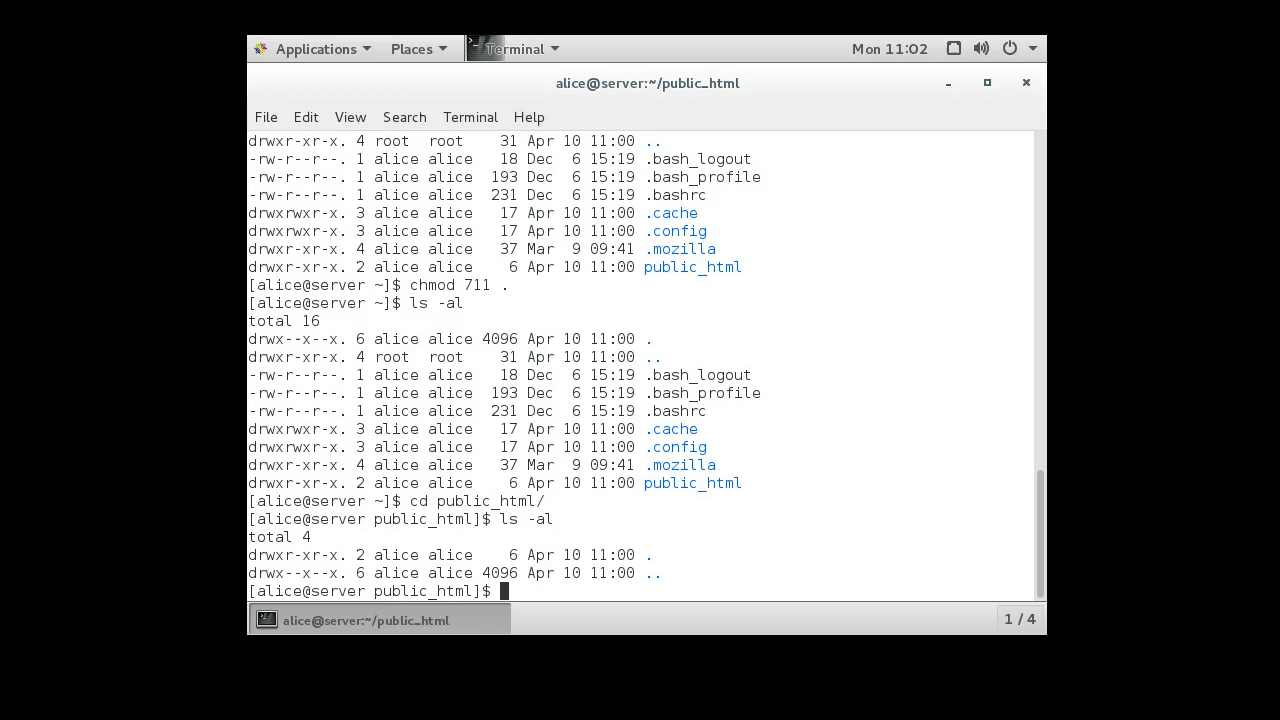 Applications Places Terminal Mon 11:02
alice@server:~/public_html
File Edit View Search Terminal Help
drwxr-xr-x. 4 root  root    31 Apr 10 11:00 ..
-rw-r--r--. 1 alice alice   18 Dec  6 15:19 .bash_logout
-rw-r--r--. 1 alice alice  193 Dec  6 15:19 .bash_profile
-rw-r--r--. 1 alice alice  231 Dec  6 15:19 .bashrc
drwxrwxr-x. 3 alice alice   17 Apr 10 11:00 .cache
drwxrwxr-x. 3 alice alice   17 Apr 10 11:00 .config
drwxr-xr-x. 4 alice alice   37 Mar  9 09:41 .mozilla
drwxr-xr-x. 2 alice alice    6 Apr 10 11:00 public_html
[alice@server ~]$ chmod 711 .
[alice@server ~]$ ls -al
total 16
drwx--x--x. 6 alice alice 4096 Apr 10 11:00 .
drwxr-xr-x. 4 root  root    31 Apr 10 11:00 ..
-rw-r--r--. 1 alice alice   18 Dec  6 15:19 .bash_logout
-rw-r--r--. 1 alice alice  193 Dec  6 15:19 .bash_profile
-rw-r--r--. 1 alice alice  231 Dec  6 15:19 .bashrc
drwxrwxr-x. 3 alice alice   17 Apr 10 11:00 .cache
drwxrwxr-x. 3 alice alice   17 Apr 10 11:00 .config
drwxr-xr-x. 4 alice alice   37 Mar  9 09:41 .mozilla
drwxr-xr-x. 2 alice alice    6 Apr 10 11:00 public_html
[alice@server ~]$ cd public_html/
[alice@server public_html]$ ls -al
total 4
drwxr-xr-x. 2 alice alice    6 Apr 10 11:00 .
drwx--x--x. 6 alice alice 4096 Apr 10 11:00 ..
[alice@server public_html]$
alice@server:~/public_html 1 / 4